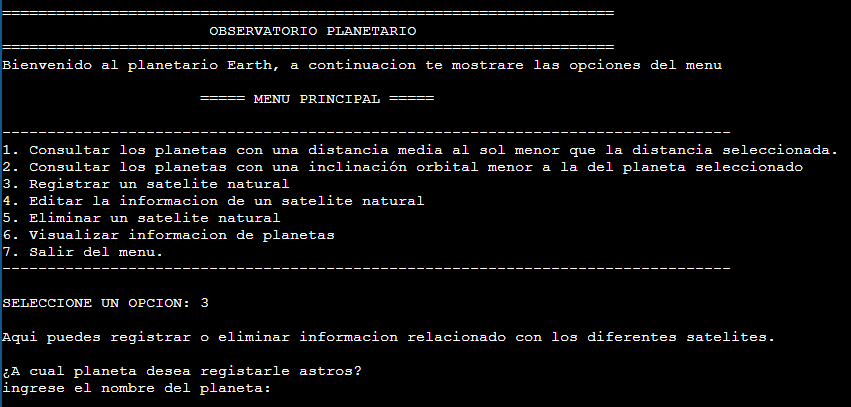 ====================================================================
OBSERVATORIO PLANETARIO
====================================================================
Bienvenido al planetario Earth, a continuacion te mostrare las opciones del menu
===== MENU PRINCIPAL =====
---------------------------------------------------------------------------------
1. Consultar los planetas con una distancia media al sol menor que la distancia seleccionada.
2. Consultar los planetas con una inclinación orbital menor a la del planeta seleccionado
3. Registrar un satelite natural
4. Editar la informacion de un satelite natural
5. Eliminar un satelite natural
6. Visualizar informacion de planetas
7. Salir del menu.
---------------------------------------------------------------------------------
SELECCIONE UN OPCION: 3
Aqui puedes registrar o eliminar informacion relacionado con los diferentes satelites.
¿A cual planeta desea registarle astros?
ingrese el nombre del planeta: